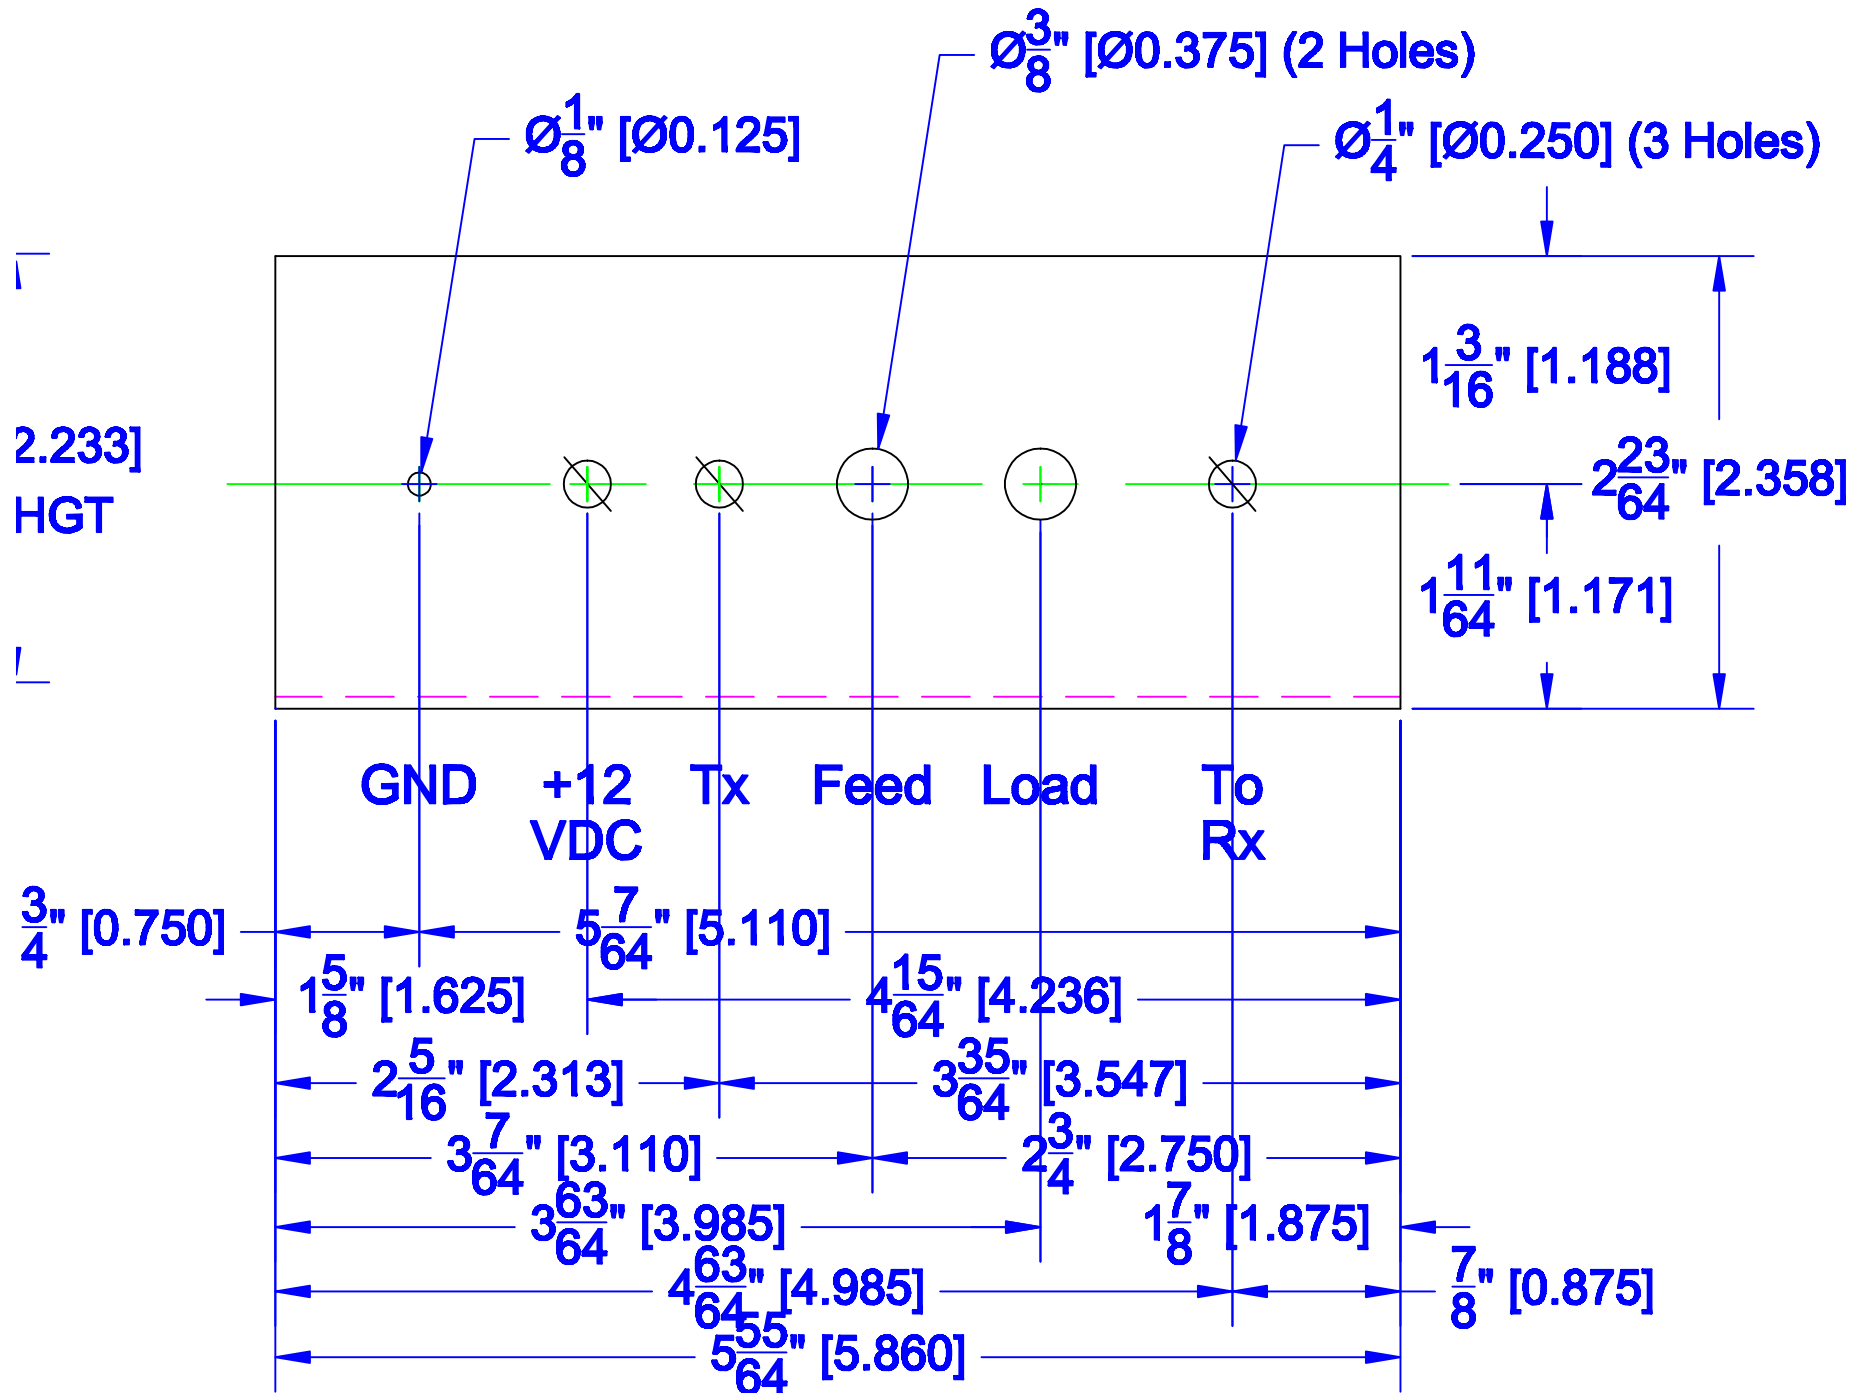 Ø3/8" [Ø0.375] (2 Holes)
Ø1/8" [Ø0.125]
Ø1/4" [Ø0.250] (3 Holes)
1 3/16" [1.188]
2.233]
HGT
2 23/64" [2.358]
1 11/64" [1.171]
GND
+12
VDC
Tx
Feed
Load
To
Rx
3/4" [0.750]
5 7/64" [5.110]
1 5/8" [1.625]
4 15/64" [4.236]
2 5/16" [2.313]
3 35/64" [3.547]
3 7/64" [3.110]
2 3/4" [2.750]
3 63/64" [3.985]
1 7/8" [1.875]
4 63/64" [4.985]
7/8" [0.875]
5 55/64" [5.860]